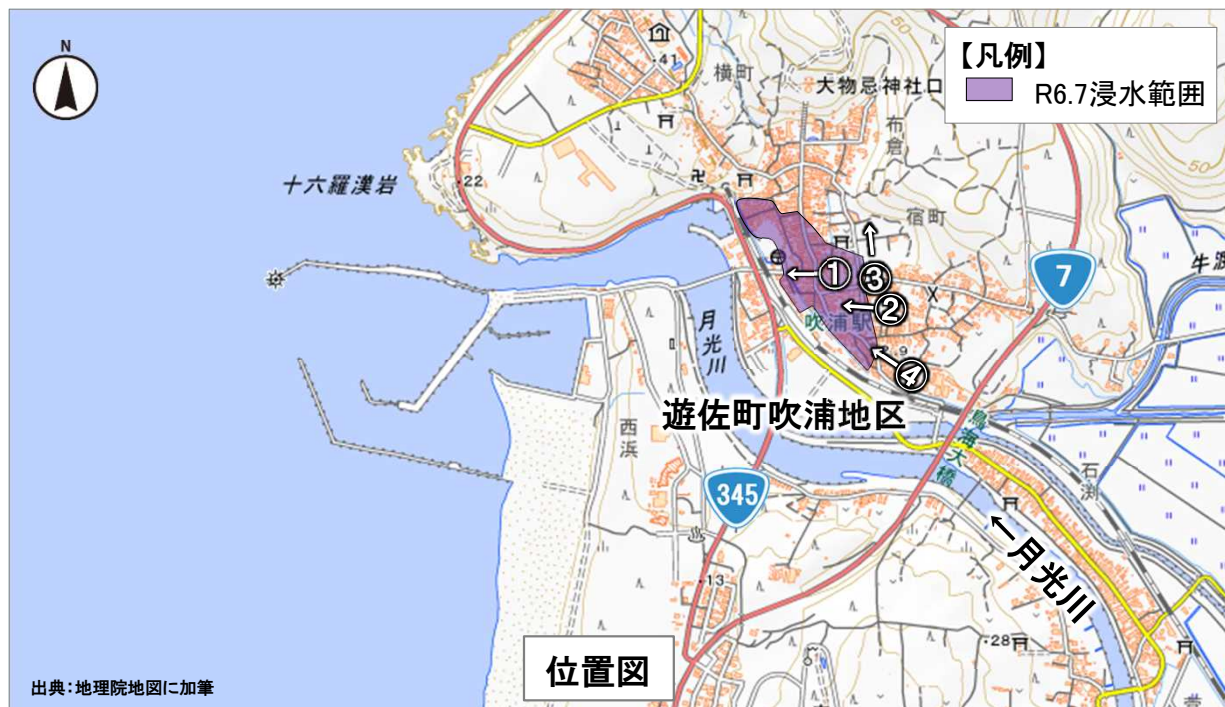 N
【凡例】
R6.7浸水範囲
横町
41
大物忌神社口
布倉
50
50
十六羅漢岩
22
宿町
牛渡
7
①
③
②
吹浦駅
9
④
月光川
遊佐町吹浦地区
西浜
鳥海大橋
石渕
345
←月光川
13
28
位置図
出典：地理院地図に加筆